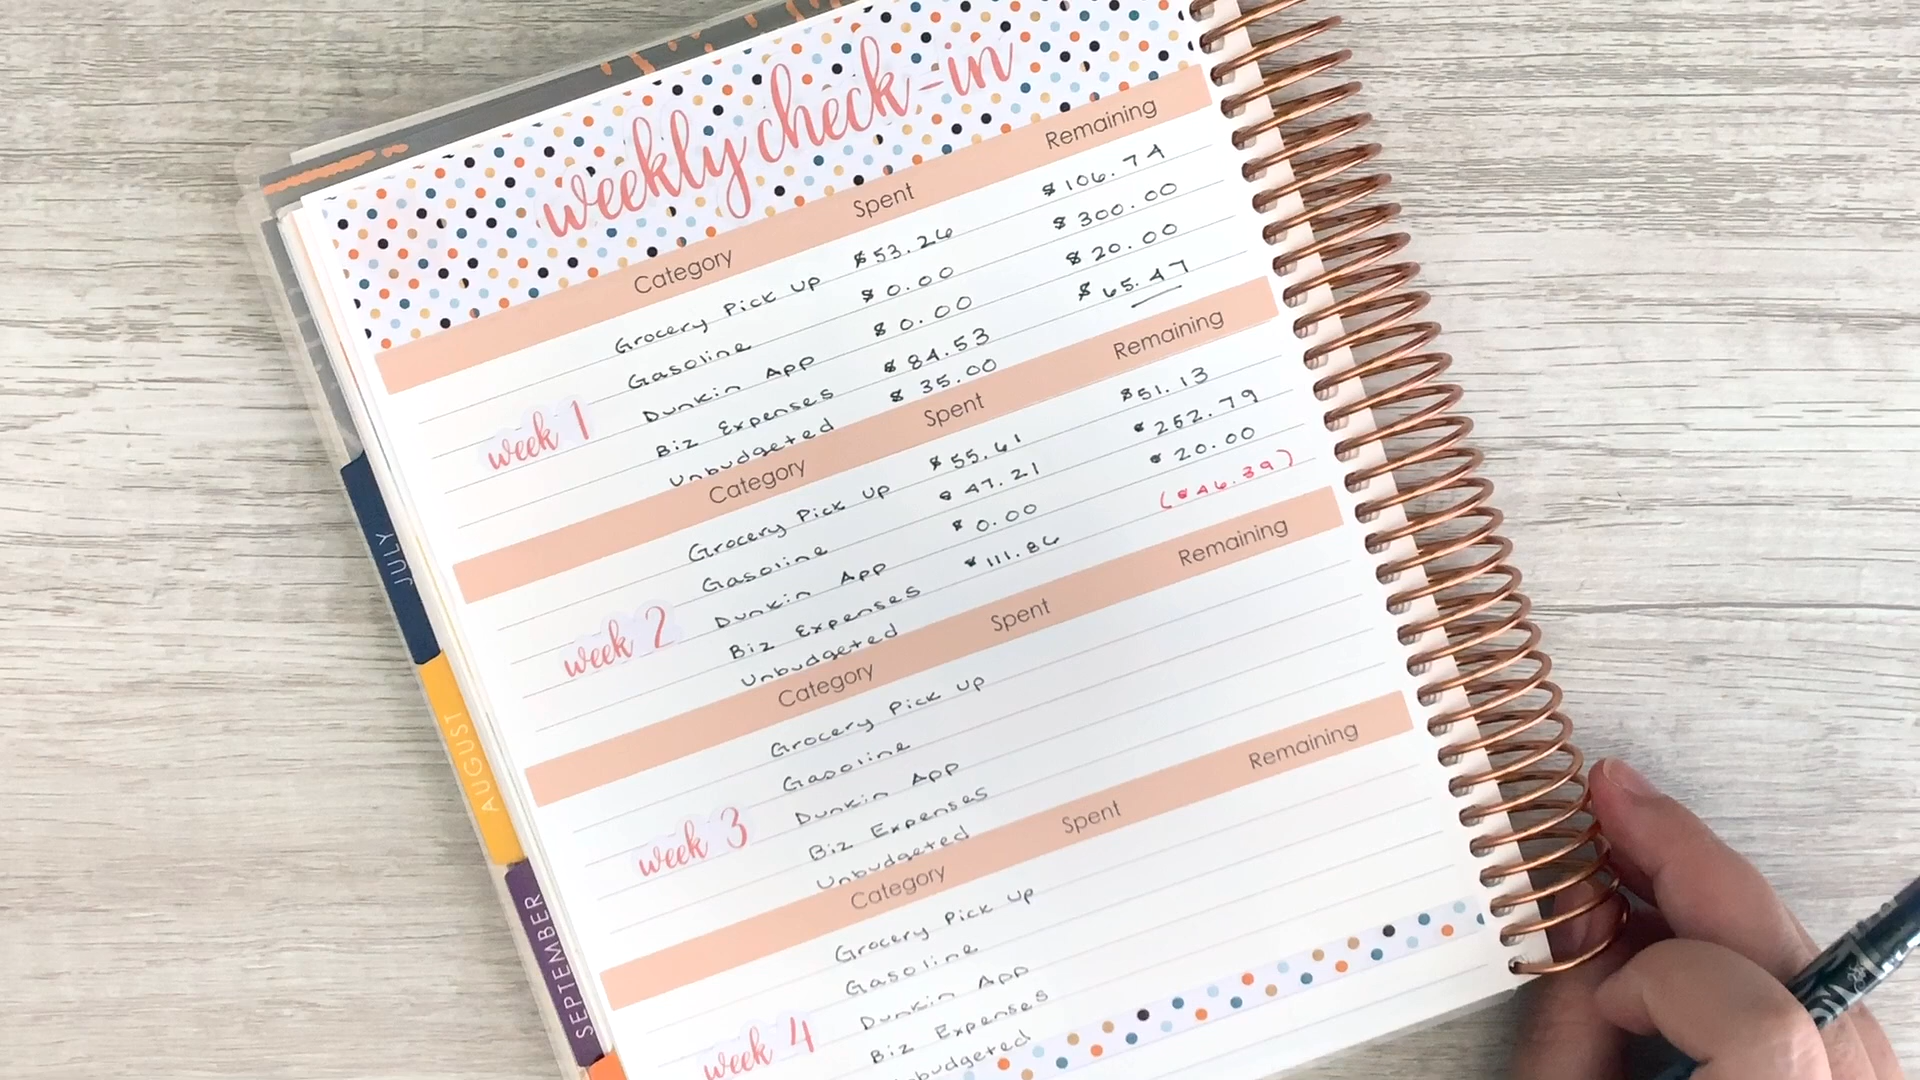 weekly check-in
Category Spent Remaining
Grocery Pick Up $53.26 $106.74
Gasoline $0.00 $300.00
Dunkin App $0.00 $20.00
week 1
Biz Expenses $84.53 $65.47
Unbudgeted $35.00
Category Spent Remaining
Grocery Pick Up $55.61 $51.13
Gasoline $47.21 $252.79
Dunkin App $0.00 $20.00
week 2
Biz Expenses $111.86 ($46.39)
Unbudgeted
Category Spent Remaining
Grocery Pick Up
Gasoline
Dunkin App
week 3
Biz Expenses
Unbudgeted
Category Spent Remaining
Grocery Pick Up
Gasoline
Dunkin App
week 4
Biz Expenses
Unbudgeted
JULY
AUGUST
SEPTEMBER